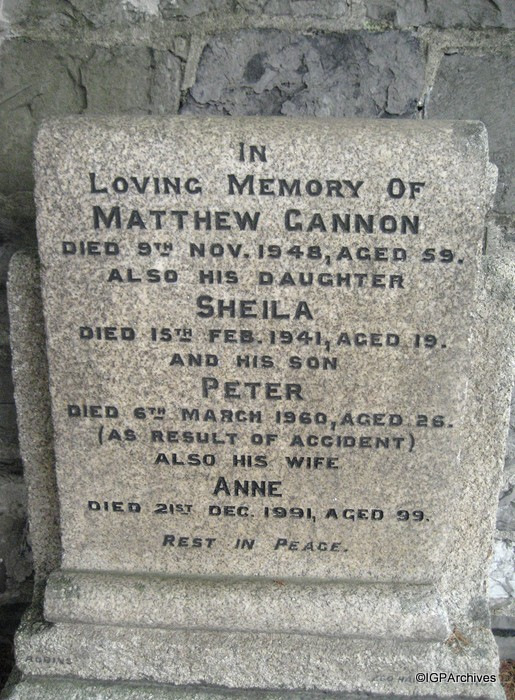 In
Loving Memory Of
Matthew Gannon
Died 9th Nov. 1948, Aged 59.
Also His Daughter
Sheila
Died 15th Feb. 1941, Aged 19.
And His Son
Peter
Died 6th March 1960, Aged 26.
(As Result Of Accident)
Also His Wife
Anne
Died 21st Dec. 1991, Aged 99.
Rest in Peace.
©IGPArchives